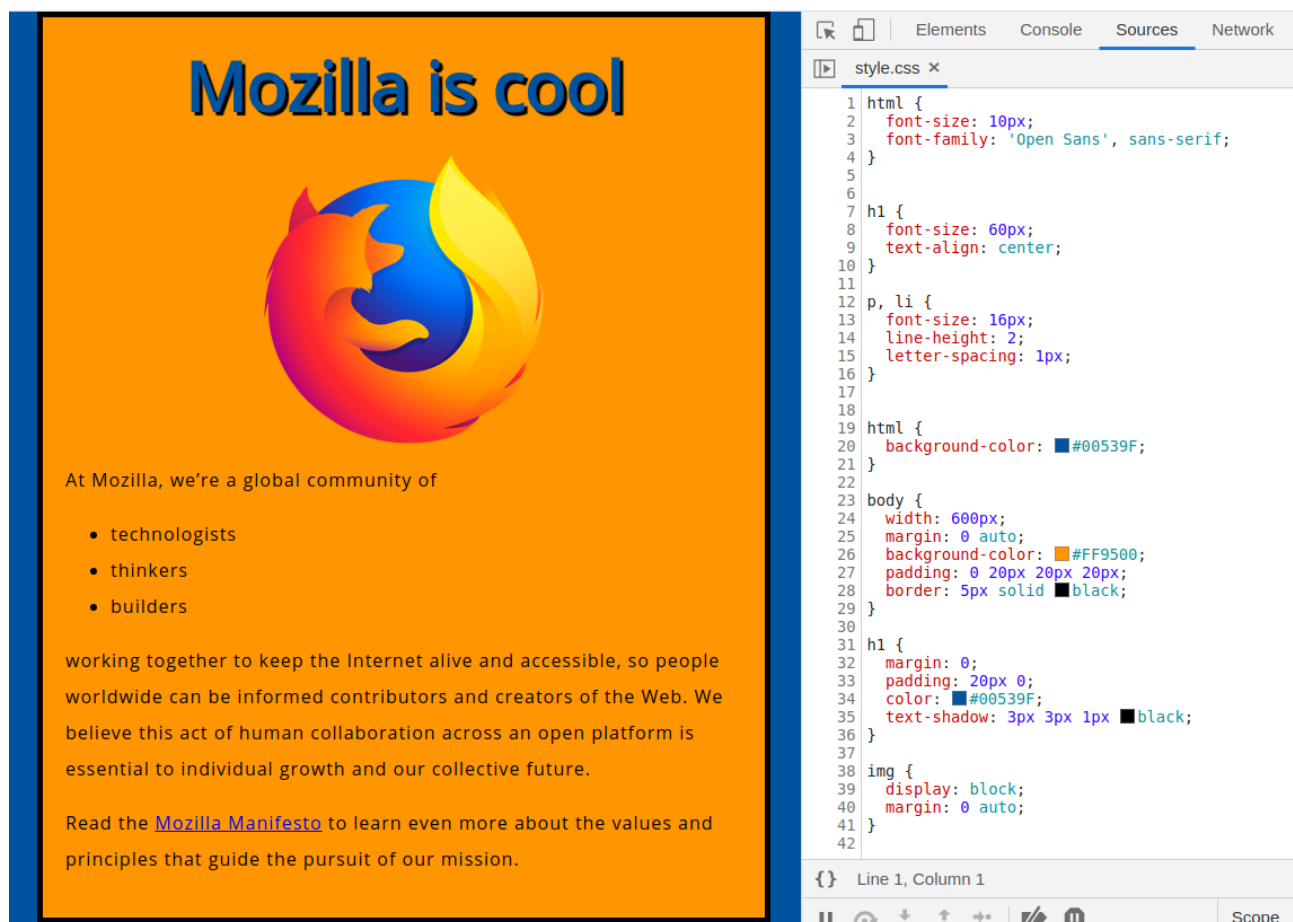 Mozilla is cool
At Mozilla, we’re a global community of
• technologists
• thinkers
• builders
working together to keep the Internet alive and accessible, so people
worldwide can be informed contributors and creators of the Web. We
believe this act of human collaboration across an open platform is
essential to individual growth and our collective future.
Read the Mozilla Manifesto to learn even more about the values and
principles that guide the pursuit of our mission.
Elements Console Sources Network
style.css ×
1 html {
2   font-size: 10px;
3   font-family: 'Open Sans', sans-serif;
4 }
5
6
7 h1 {
8   font-size: 60px;
9   text-align: center;
10 }
11
12 p, li {
13   font-size: 16px;
14   line-height: 2;
15   letter-spacing: 1px;
16 }
17
18
19 html {
20   background-color: #00539F;
21 }
22
23 body {
24   width: 600px;
25   margin: 0 auto;
26   background-color: #FF9500;
27   padding: 0 20px 20px 20px;
28   border: 5px solid black;
29 }
30
31 h1 {
32   margin: 0;
33   padding: 20px 0;
34   color: #00539F;
35   text-shadow: 3px 3px 1px black;
36 }
37
38 img {
39   display: block;
40   margin: 0 auto;
41 }
42
{} Line 1, Column 1
Scope